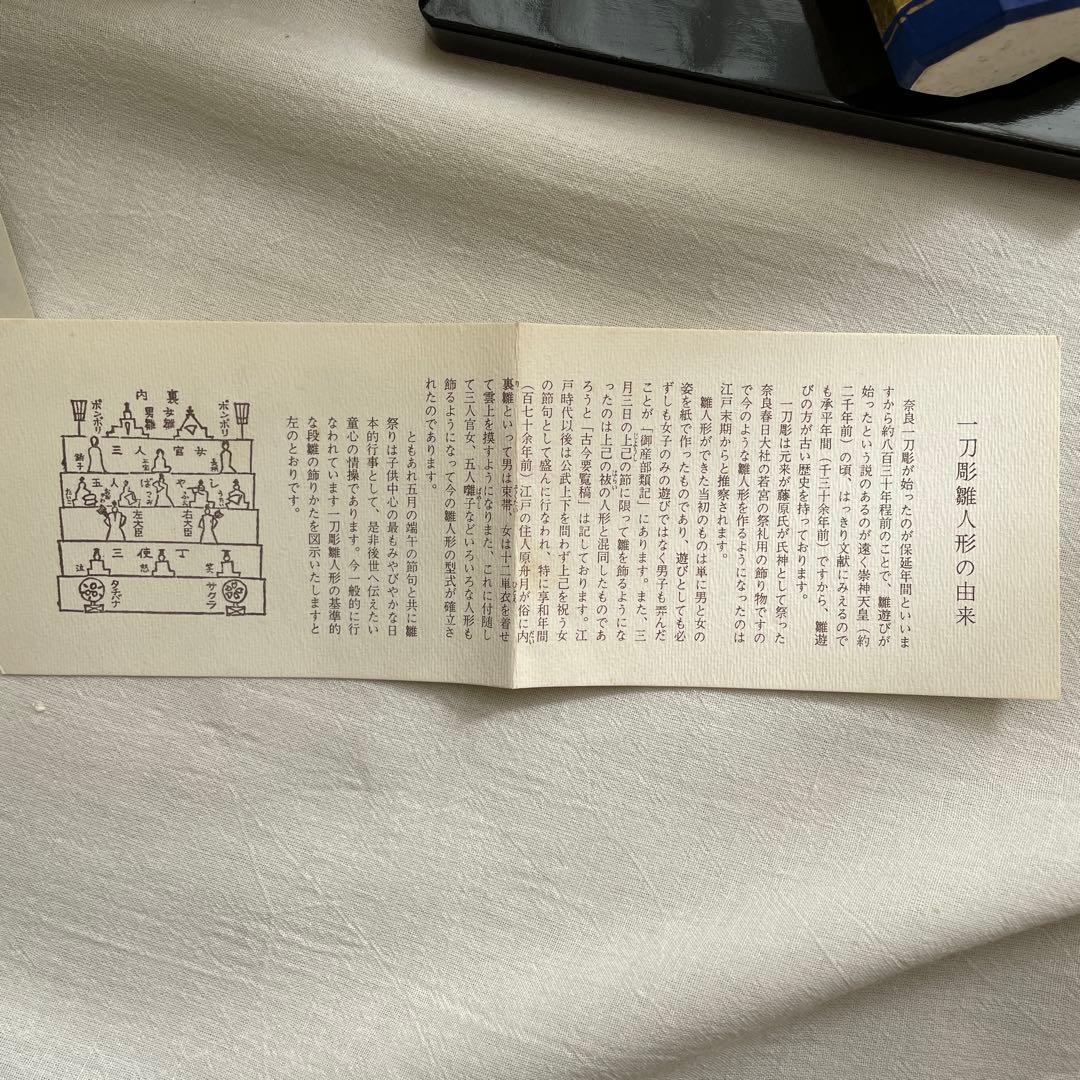 一刀彫雛人形の由来
奈良一刀彫が始ったのが保延年間といいま
すから約八百三十年程前のことで、雛遊びが
始ったという説のあるのが遠く崇神天皇（約
二千年前）の頃、はっきり文献にみえるので
も承平年間（千三十余年前）ですから、雛遊
びの方が古い歴史を持っております。
一刀彫は元来が藤原氏が氏神として祭った
奈良春日大社の若宮の祭礼用の飾り物ですの
で今のような雛人形を作るようになったのは
江戸末期からと推察されます。
雛人形ができた当初のものは単に男と女の
姿を紙で作ったものであり、遊びとしても必
ずしも女子のみの遊びではなく男子も弄んだ
ことが「御産部類記」にあります。また、三
月三日の上己の節に限って雛を飾るようにな
ったのは上己の祓の人形と混同したものであ
ろうと「古今要覧稿」は記しております。江
戸時代以後は公武上下を問わず上己を祝う女
の節句として盛んに行なわれ、特に享和年間
（百七十余年前）江戸の住人原舟月が俗に内
裏雛といって男は束帯、女は十二単衣を着せ
て雲上を摸すようになりまた、これに付随し
て三人官女、五人囃子などいろいろな人形も
飾るようになって今の雛人形の型式が確立さ
れたのであります。
ともあれ五月の端午の節句と共に雛
祭りは子供中心の最もみやびやかな日
本的行事として、是非後世へ伝えたい
童心の情操であります。今一般的に行
なわれています一刀彫雛人形の基準的
な段雛の飾りかたを図示いたしますと
左のとおりです。
内裏
ボンボリ
男雛
女雛
ボンボリ
三人官女
五人ばやし
左大臣
右大臣
三使丁
泣
怒
笑
タチバナ
サクラ